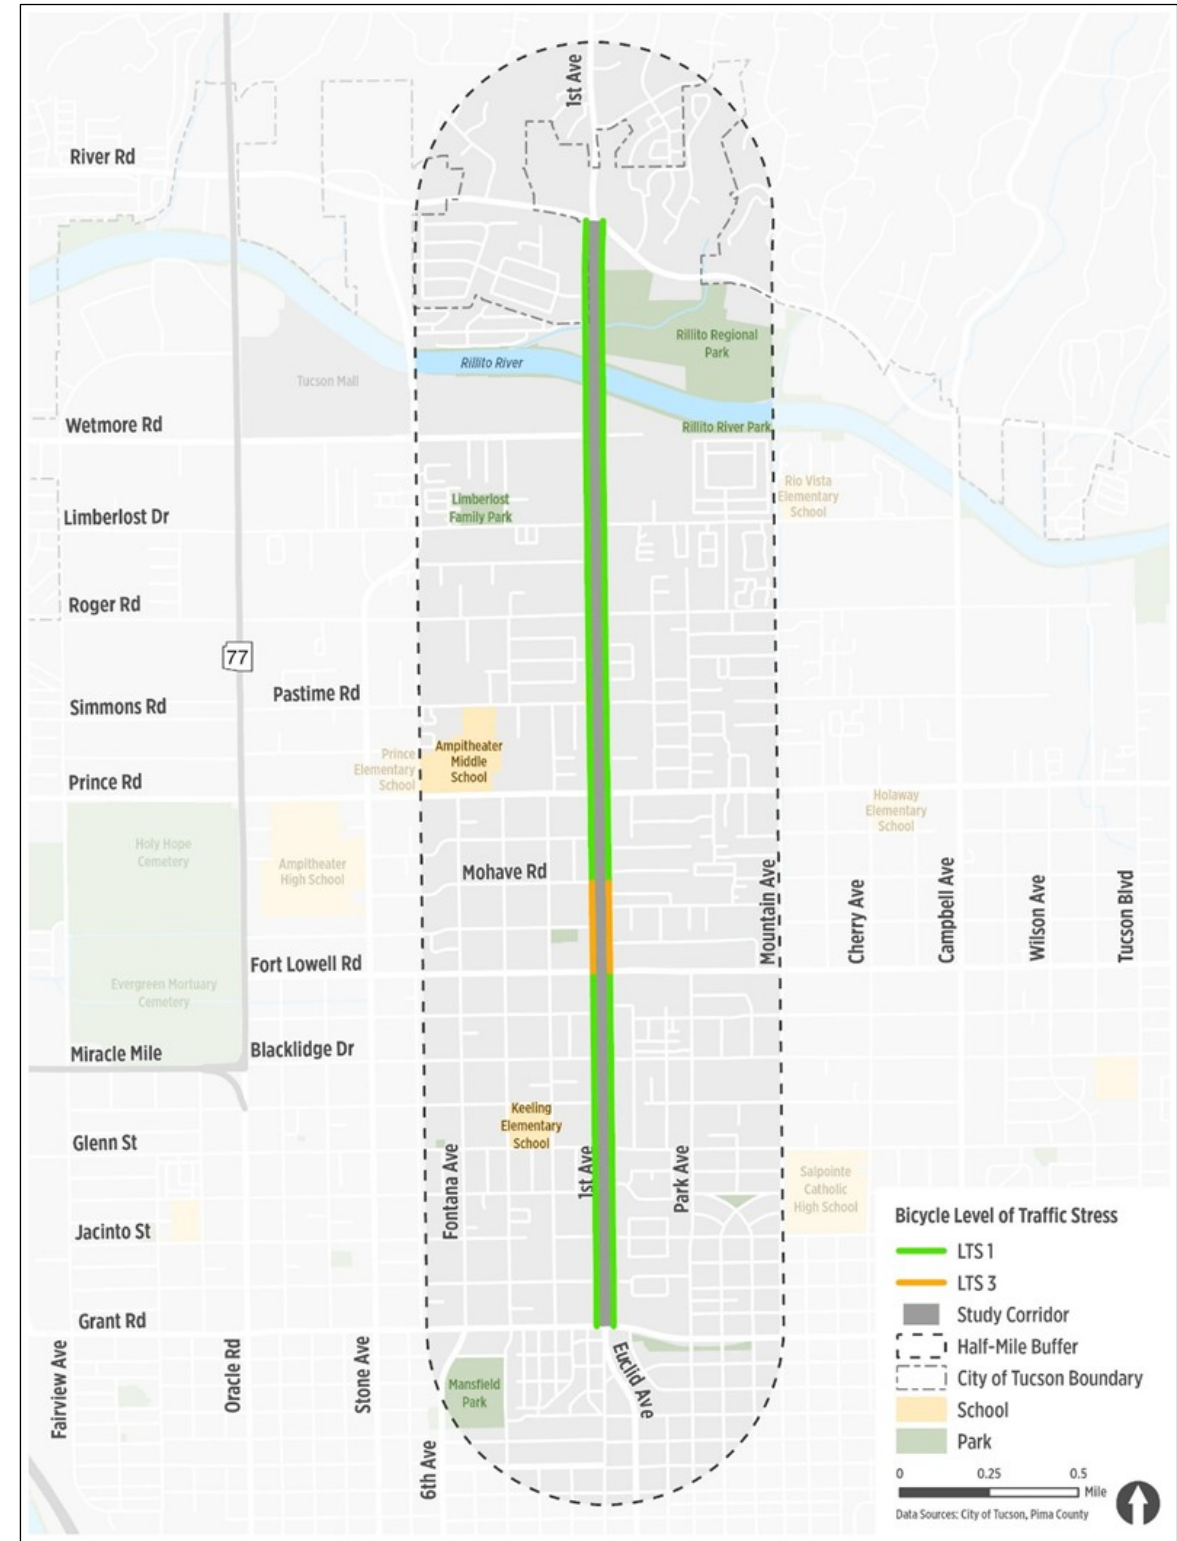 1st Ave
River Rd
Rillito Regional
Park
Rillito River
Tucson Mall
Wetmore Rd
Rillito River Park
Rio Vista
Elementary
School
Limberlost
Family Park
Limberlost Dr
Roger Rd
77
Pastime Rd
Simmons Rd
Ampitheater
Middle
School
Prince
Elementary
School
Prince Rd
Holaway
Elementary
School
Holy Hope
Cemetery
Ampitheater
High School
Mohave Rd
Mountain Ave
Cherry Ave
Campbell Ave
Wilson Ave
Tucson Blvd
Fort Lowell Rd
Evergreen Mortuary
Cemetery
Miracle Mile
Blacklidge Dr
Keeling
Elementary
School
Glenn St
Fontana Ave
1st Ave
Park Ave
Salpointe
Catholic
High School
Jacinto St
Grant Rd
Fairview Ave
Oracle Rd
Stone Ave
Euclid Av e
Mansfield
Park
6th Ave
Bicycle Level of Traffic Stress
LTS 1
LTS 3
Study Corridor
Half-Mile Buffer
City of Tucson Boundary
School
Park
0 0.25 0.5
Mile
Data Sources: City of Tucson, Pima County